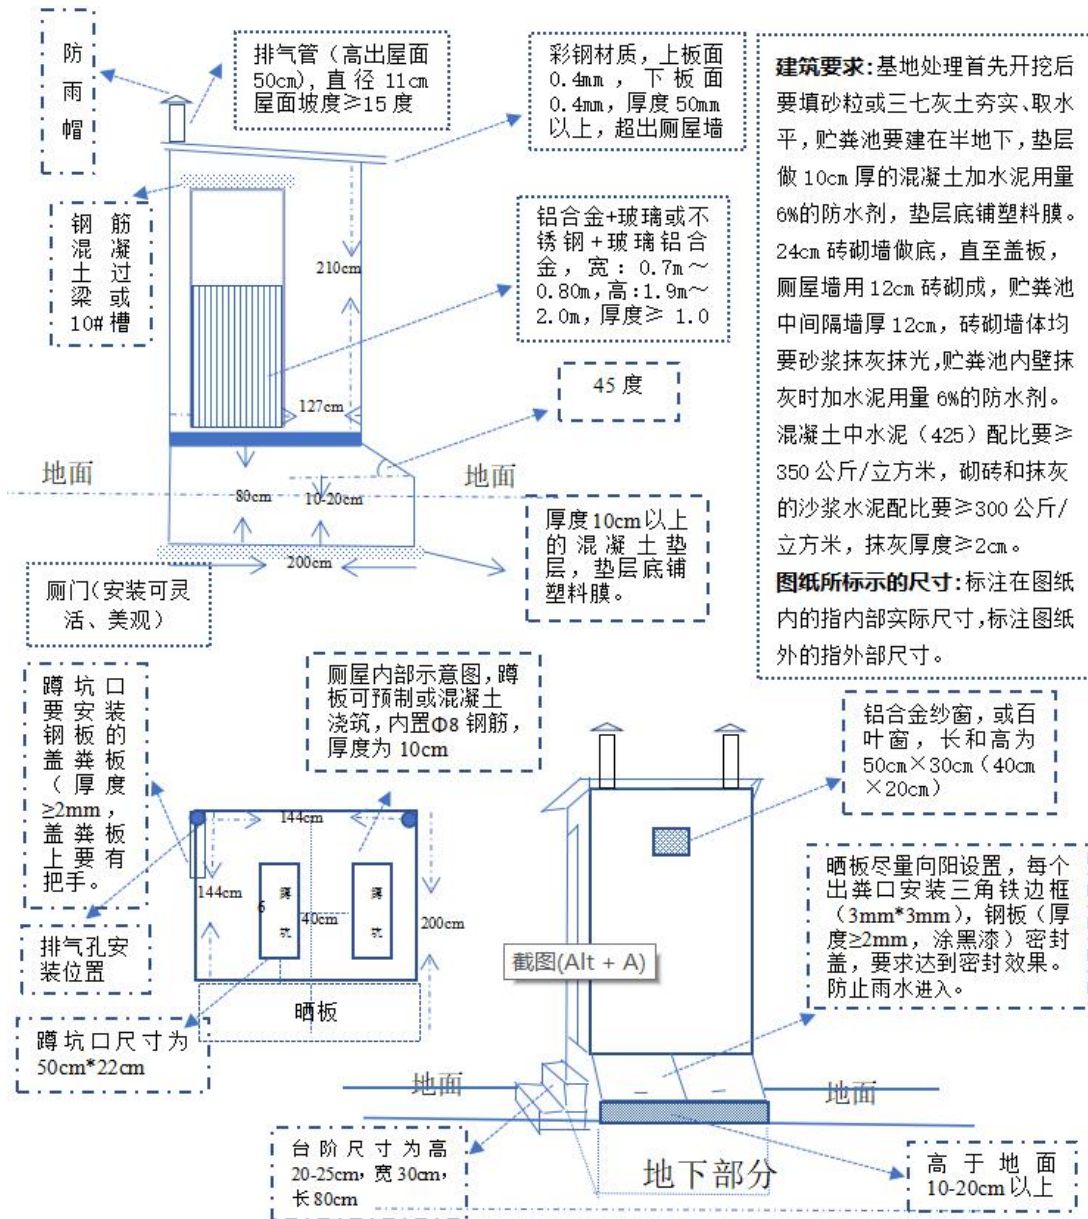 防
雨
帽
排气管（高出屋面
50cm），直径 11cm
屋面坡度≥15 度
彩钢材质，上板面
0.4mm，下板面
0.4mm，厚度 50mm
以上，超出厕屋墙
建筑要求:基地处理首先开挖后
要填砂粒或三七灰土夯实、取水
平，贮粪池要建在半地下，垫层
做 10cm 厚的混凝土加水泥用量
6%的防水剂，垫层底铺塑料膜。
24cm 砖砌墙做底，直至盖板，
厕屋墙用 12cm 砖砌成，贮粪池
中间隔墙厚 12cm，砖砌墙体均
要砂浆抹灰抹光，贮粪池内壁抹
灰时加水泥用量 6%的防水剂。
混凝土中水泥（425）配比要≥
350 公斤/立方米，砌砖和抹灰
的沙浆水泥配比要≥300 公斤/
立方米，抹灰厚度≥2cm。
图纸所标示的尺寸:标注在图纸
内的指内部实际尺寸,标注图纸
外的指外部尺寸。
钢筋
混凝
土过
梁或
10#槽
210cm
铝合金+玻璃或不
锈钢+玻璃铝合
金，宽：0.7m～
0.80m,高:1.9m～
2.0m,厚度≥ 1.0
127cm
45 度
地面
地面
80cm
10-20cm
200cm
厚度 10cm 以上
的混凝土垫
层，垫层底铺
塑料膜。
厕门(安装可灵
活、美观）
蹲坑口
要安装
钢板的
盖粪板
（厚度
≥2mm，
盖粪板
上要有
把手。
厕屋内部示意图，蹲
板可预制或混凝土
浇筑，内置Φ8 钢筋，
厚度为 10cm
铝合金纱窗，或百
叶窗，长和高为
50cm×30cm（40cm
×20cm）
144cm
144cm
6
40cm
200cm
蹲
坑
蹲
坑
晒板
排气孔安
装位置
蹲坑口尺寸为
50cm*22cm
截图(Alt + A)
晒板尽量向阳设置，每个
出粪口安装三角铁边框
（3mm*3mm），钢板（厚
度≥2mm，涂黑漆）密封
盖，要求达到密封效果。
防止雨水进入。
地面
地面
台阶尺寸为高
20-25cm，宽 30cm，
长 80cm
地下部分
高于地面
10-20cm 以上